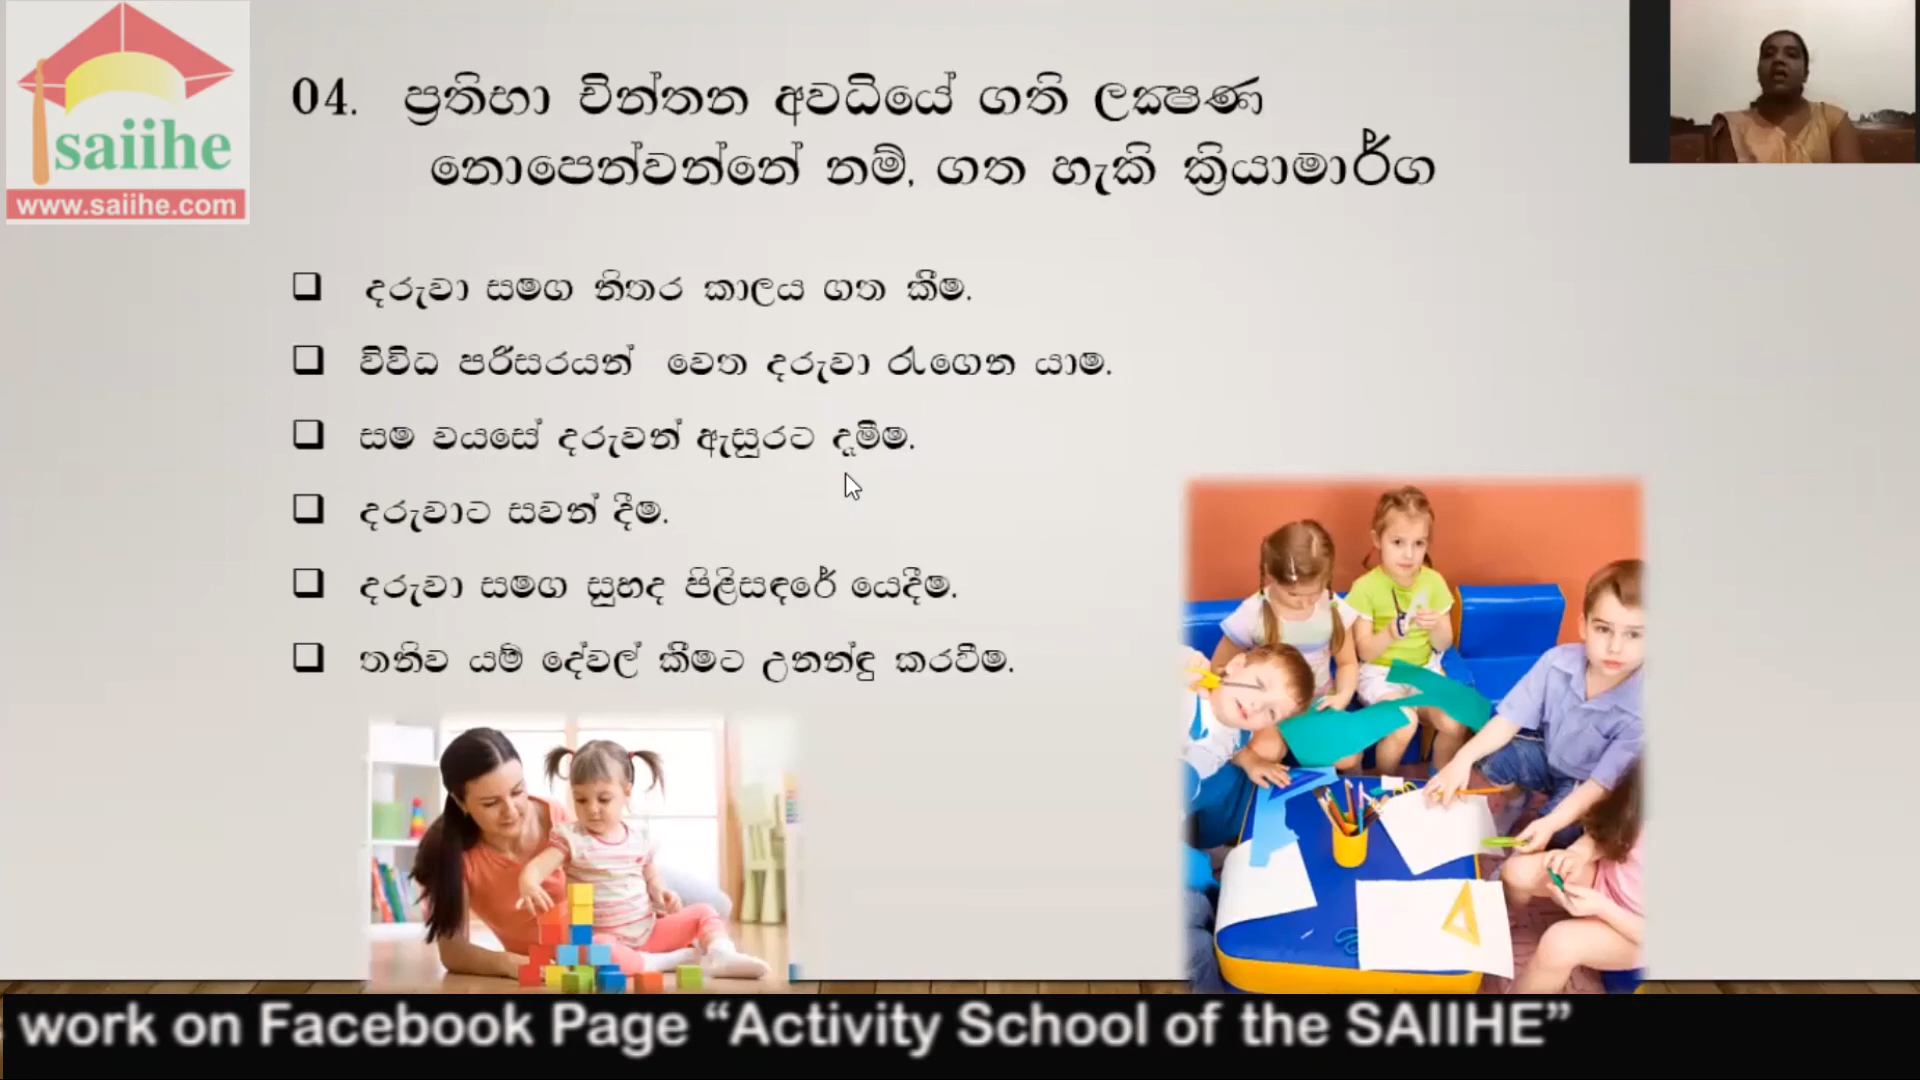 saiihe
www.saiihe.com
04. ප්‍රතිභා චින්තන අවධියේ ගති ලක්‍ෂණ
නොපෙන්වන්නේ නම්, ගත හැකි ක්‍රියාමාර්ග
දරුවා සමග නිතර කාලය ගත කීම.
විවිධ පරිසරයන් වෙත දරුවා රැගෙන යාම.
සම වයසේ දරුවන් ඇසුරට දැමීම.
දරුවාට සවන් දීම.
දරුවා සමග සුහද පිළිසඳරේ යෙදීම.
තනිව යම් දේවල් කීමට උනන්දු කරවීම.
work on Facebook Page “Activity School of the SAIIHE”